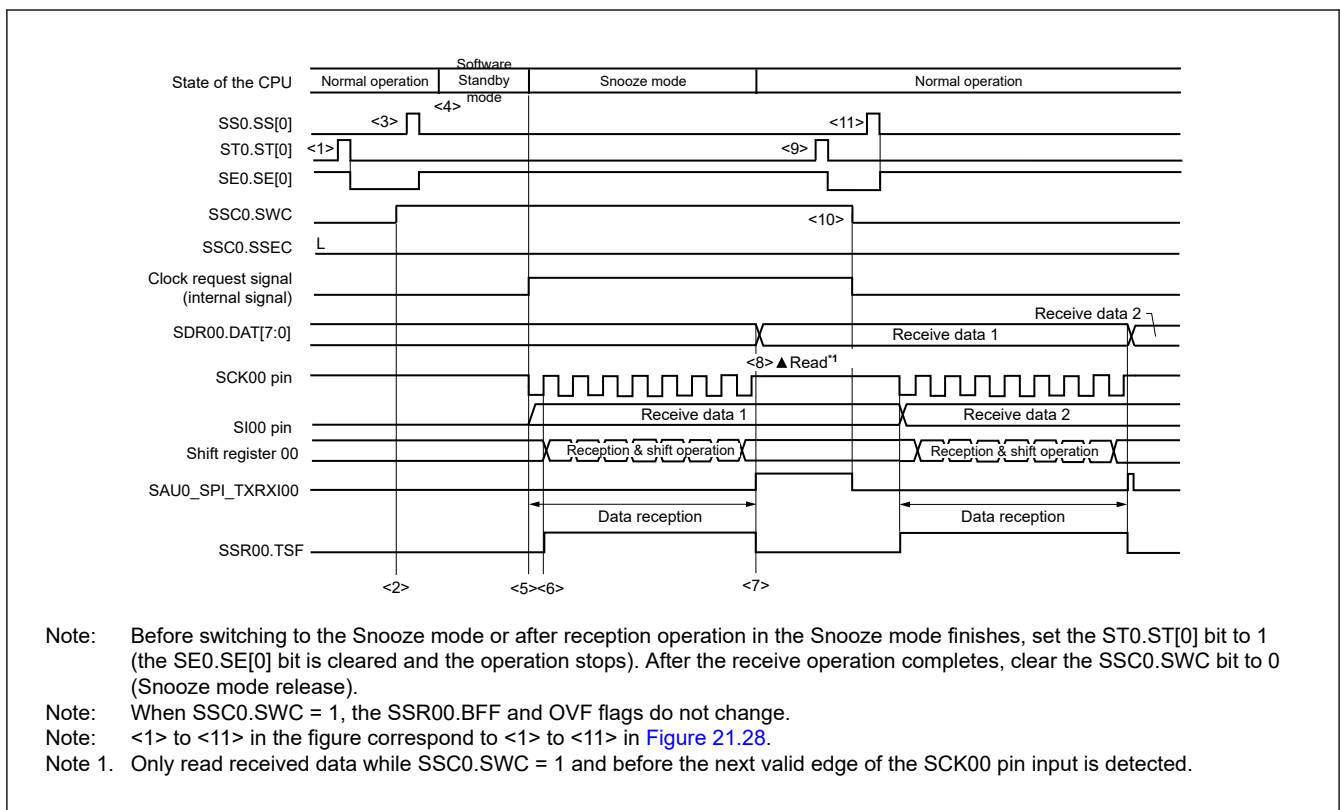 Software
State of the CPU Normal operation Standby Snooze mode Normal operation
mode
<4>
SS0.SS[0] <3> <11>
ST0.ST[0] <1> <9>
SE0.SE[0]
SSC0.SWC <10>
SSC0.SSEC L
Clock request signal
(internal signal)
Receive data 2
SDR00.DAT[7:0] Receive data 1
<8>▲Read*1
SCK00 pin
Receive data 1 Receive data 2
SI00 pin
Shift register 00 Reception & shift operation Reception & shift operation
SAU0_SPI_TXRXI00
Data reception Data reception
SSR00.TSF
<2> <5><6> <7>
Note: Before switching to the Snooze mode or after reception operation in the Snooze mode finishes, set the ST0.ST[0] bit to 1
(the SE0.SE[0] bit is cleared and the operation stops). After the receive operation completes, clear the SSC0.SWC bit to 0
(Snooze mode release).
Note: When SSC0.SWC = 1, the SSR00.BFF and OVF flags do not change.
Note: <1> to <11> in the figure correspond to <1> to <11> in Figure 21.28.
Note 1. Only read received data while SSC0.SWC = 1 and before the next valid edge of the SCK00 pin input is detected.